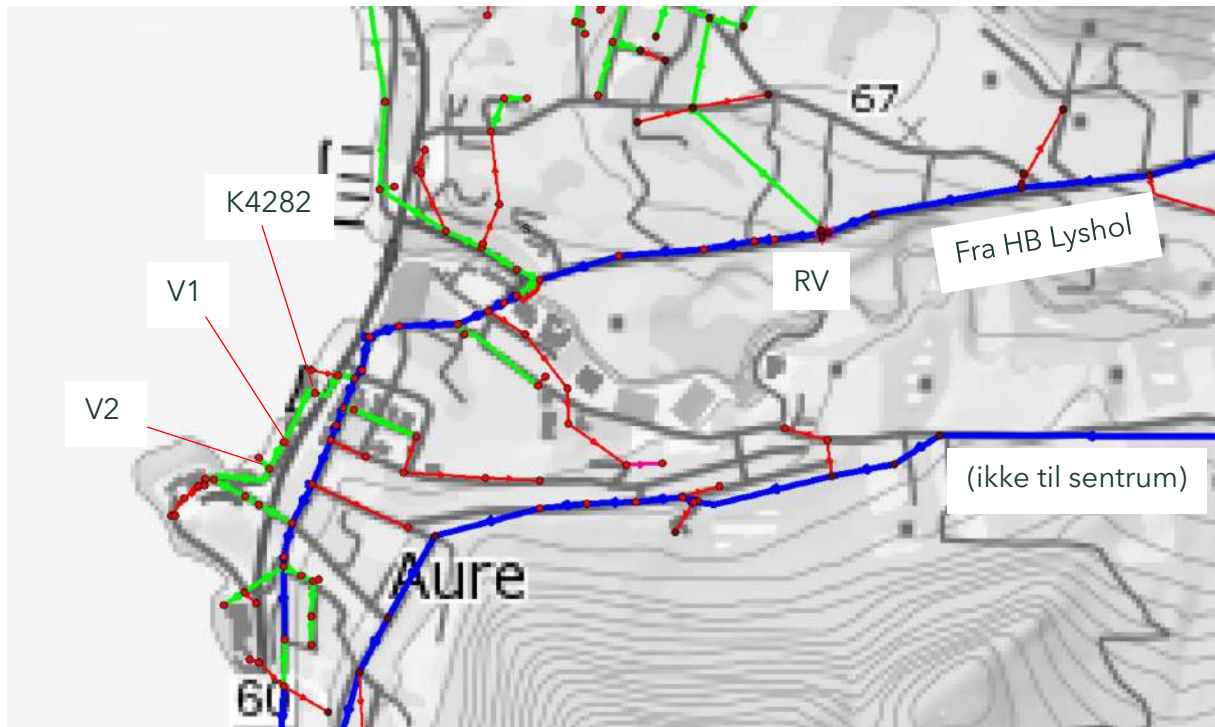 67
K4282
Fra HB Lyshol
V1
RV
V2
(ikke til sentrum)
Aure
60